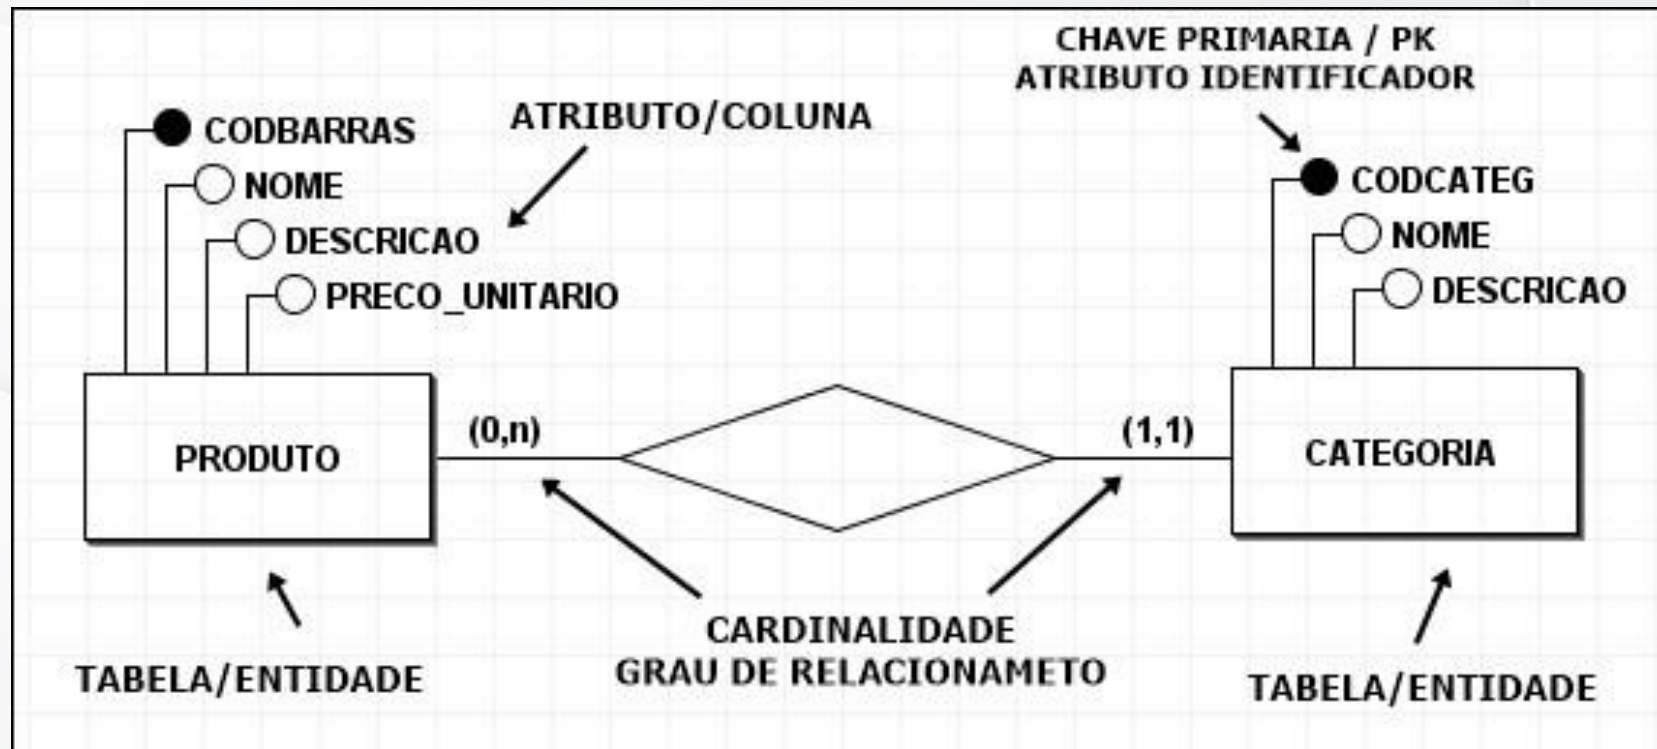 CHAVE PRIMARIA / PK
ATRIBUTO IDENTIFICADOR
ATRIBUTO/COLUNA
CODBARRAS
NOME
DESCRICAO
PRECO_UNITARIO
CODCATEG
NOME
DESCRICAO
PRODUTO
(0,n)
(1,1)
CATEGORIA
CARDINALIDADE
GRAU DE RELACIONAMETO
TABELA/ENTIDADE
TABELA/ENTIDADE